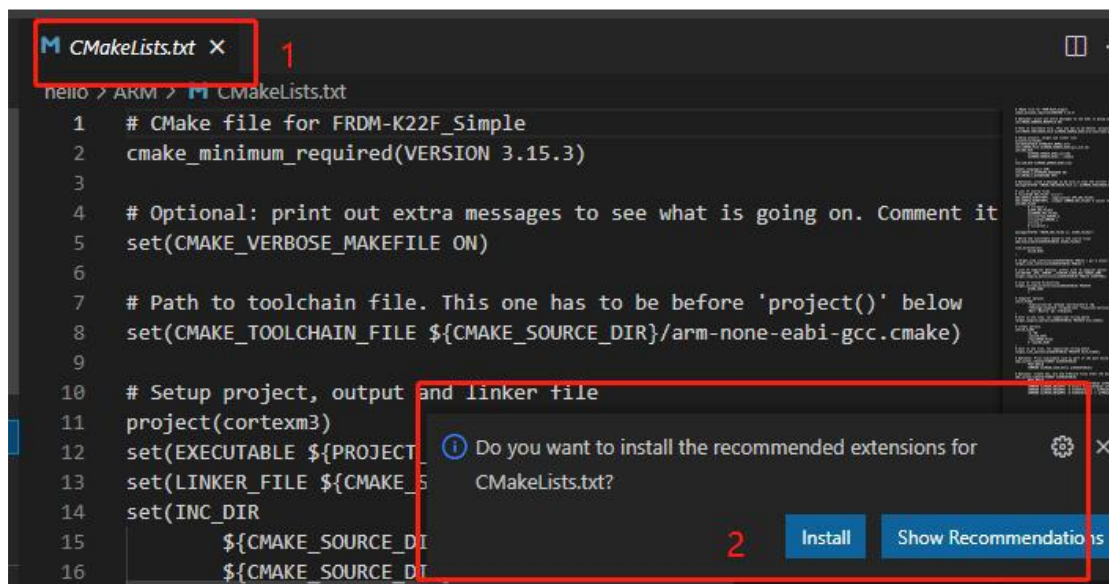 CMakeLists.txt
1
hello > ARM > CMakeLists.txt
1 # CMake file for FRDM-K22F_Simple
2 cmake_minimum_required(VERSION 3.15.3)
3
4 # Optional: print out extra messages to see what is going on. Comment it
5 set(CMAKE_VERBOSE_MAKEFILE ON)
6
7 # Path to toolchain file. This one has to be before 'project()' below
8 set(CMAKE_TOOLCHAIN_FILE ${CMAKE_SOURCE_DIR}/arm-none-eabi-gcc.cmake)
9
10 # Setup project, output and linker file
11 project(cortexm3)
12 set(EXECUTABLE ${PROJECT_
13 set(LINKER_FILE ${CMAKE_S
14 set(INC_DIR
15 ${CMAKE_SOURCE_DI
16 ${CMAKE_SOURCE_DI
Do you want to install the recommended extensions for
CMakeLists.txt?
2
Install
Show Recommendations